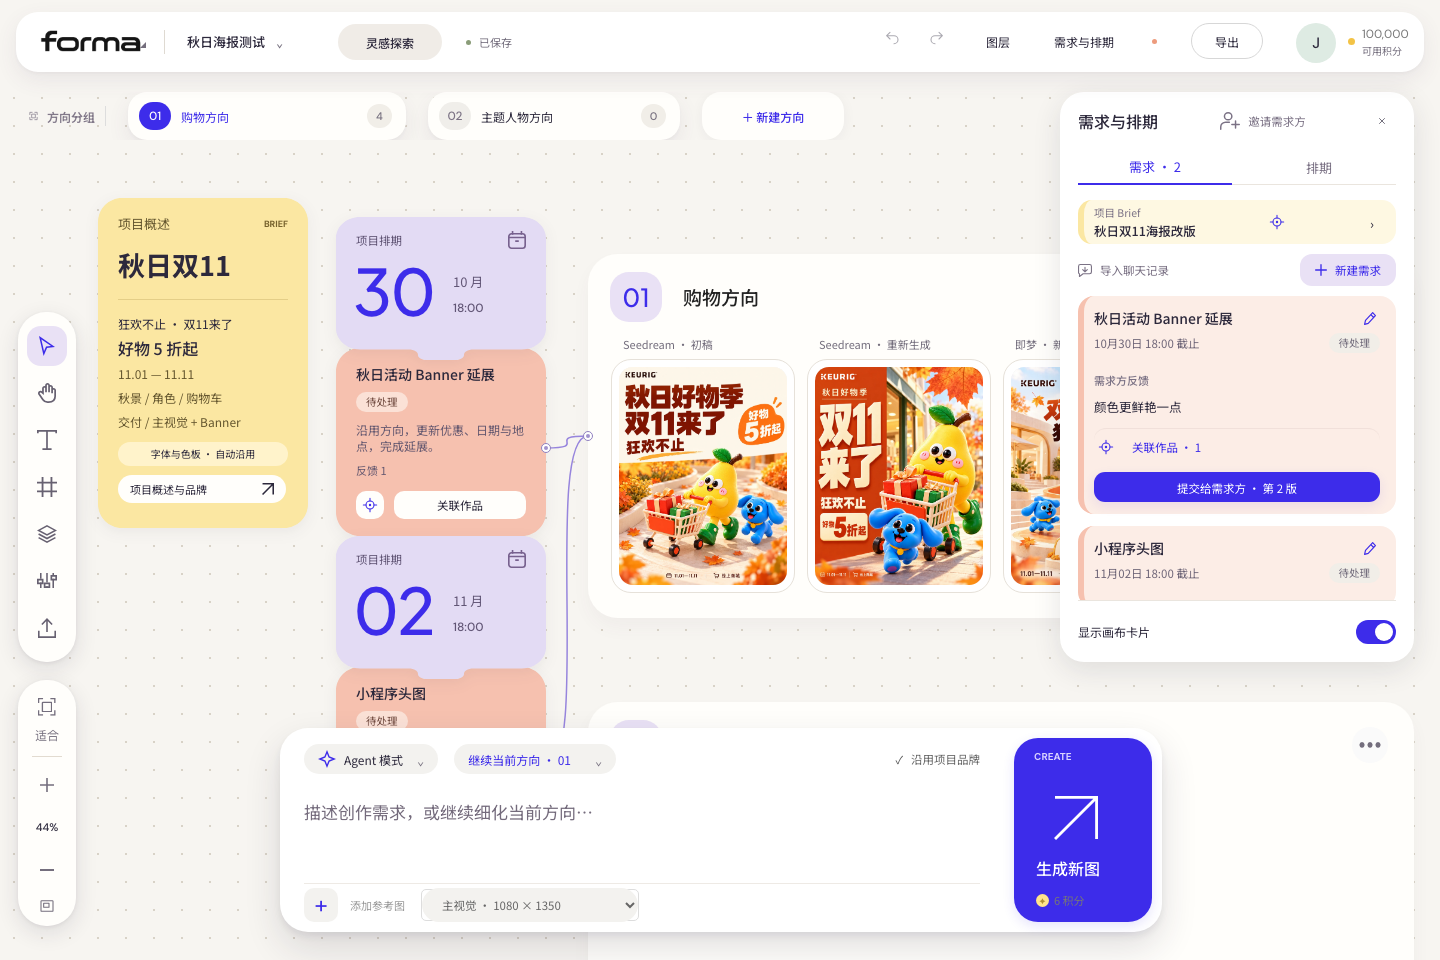 forma
秋日海报测试
灵感探索
已保存
图层
需求与排期
导出
J
100,000
可用积分
方向分组
01 购物方向 4
02 主题人物方向 0
+ 新建方向
项目概述 BRIEF
秋日双11
狂欢不止 · 双11来了
好物 5 折起
11.01 — 11.11
秋景 / 角色 / 购物车
交付 / 主视觉 + Banner
字体与色板 · 自动沿用
项目概述与品牌
项目排期
30
10 月
18:00
秋日活动 Banner 延展
待处理
沿用方向，更新优惠、日期与地
点，完成延展。
反馈 1
关联作品
项目排期
02
11 月
18:00
小程序头图
待处理
01 购物方向
Seedream · 初稿
KEURIG
秋日好物季
双11来了
狂欢不止
好物
5折起
11.01—11.11
Seedream · 重新生成
KEURIG
秋日好物季
双11
来了
狂欢不止
好物
5折起
即梦 · 新
KEURIG
11.01—11.11
需求与排期
邀请需求方
×
需求 · 2
排期
项目 Brief
秋日双11海报改版
导入聊天记录
+ 新建需求
秋日活动 Banner 延展
10月30日 18:00 截止
待处理
需求方反馈
颜色更鲜艳一点
关联作品 · 1
提交给需求方 · 第 2 版
小程序头图
11月02日 18:00 截止
待处理
显示画布卡片
适合
44%
Agent 模式
继续当前方向 · 01
✓ 沿用项目品牌
描述创作需求，或继续细化当前方向…
添加参考图
主视觉 · 1080 × 1350
CREATE
生成新图
6 积分